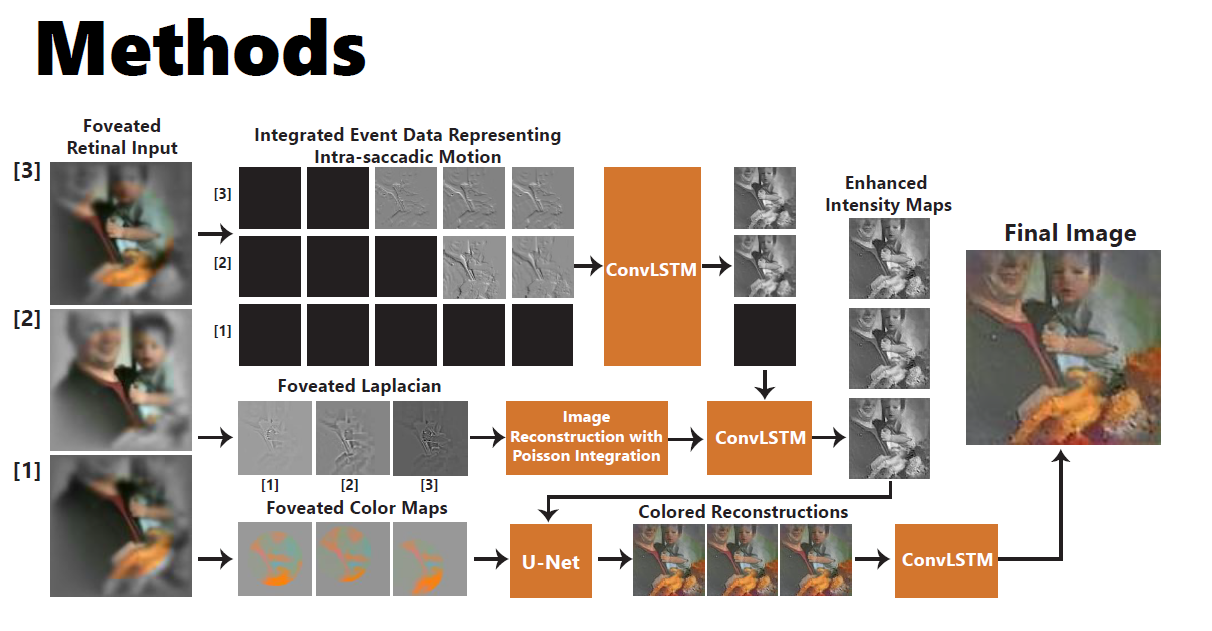 Methods
Foveated
Retinal Input
[3]
[2]
[1]
Integrated Event Data Representing
Intra-saccadic Motion
[3]
[2]
[1]
ConvLSTM
Enhanced
Intensity Maps
Final Image
Foveated Laplacian
[1]
[2]
[3]
Image
Reconstruction with
Poisson Integration
ConvLSTM
Foveated Color Maps
U-Net
Colored Reconstructions
ConvLSTM